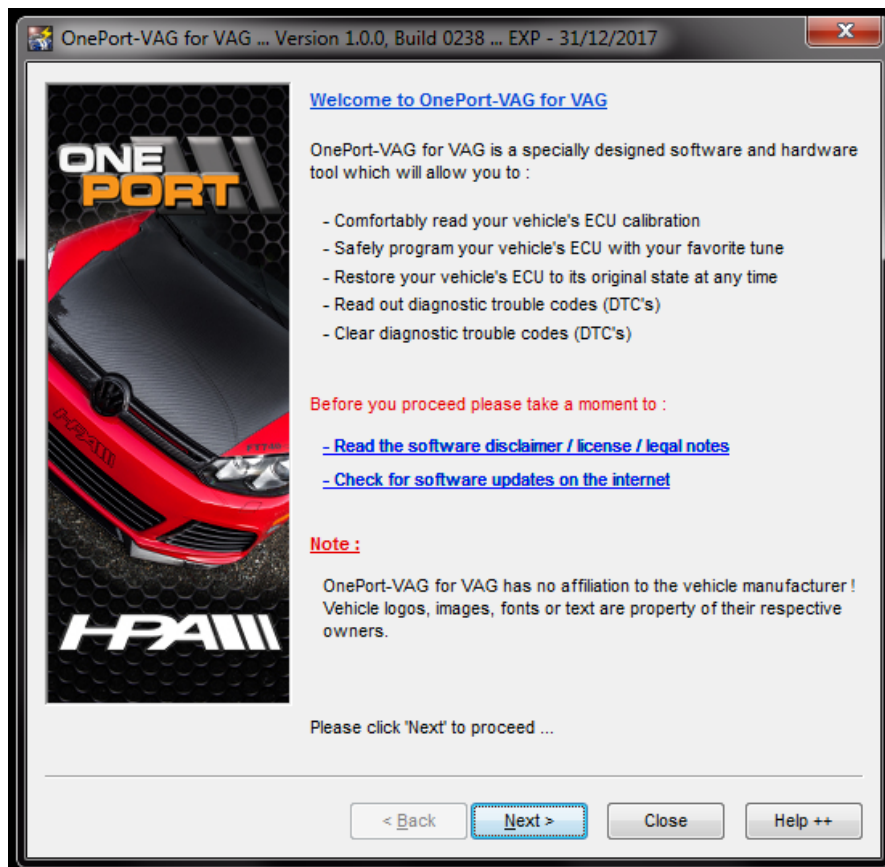 OnePort-VAG for VAG ... Version 1.0.0, Build 0238 ... EXP - 31/12/2017
ONE
PORT
HPA
HPA
Welcome to OnePort-VAG for VAG
OnePort-VAG for VAG is a specially designed software and hardware
tool which will allow you to :
- Comfortably read your vehicle's ECU calibration
- Safely program your vehicle's ECU with your favorite tune
- Restore your vehicle's ECU to its original state at any time
- Read out diagnostic trouble codes (DTC's)
- Clear diagnostic trouble codes (DTC's)
Before you proceed please take a moment to :
- Read the software disclaimer / license / legal notes
- Check for software updates on the internet
Note :
OnePort-VAG for VAG has no affiliation to the vehicle manufacturer !
Vehicle logos, images, fonts or text are property of their respective
owners.
Please click 'Next' to proceed ...
< Back
Next >
Close
Help ++